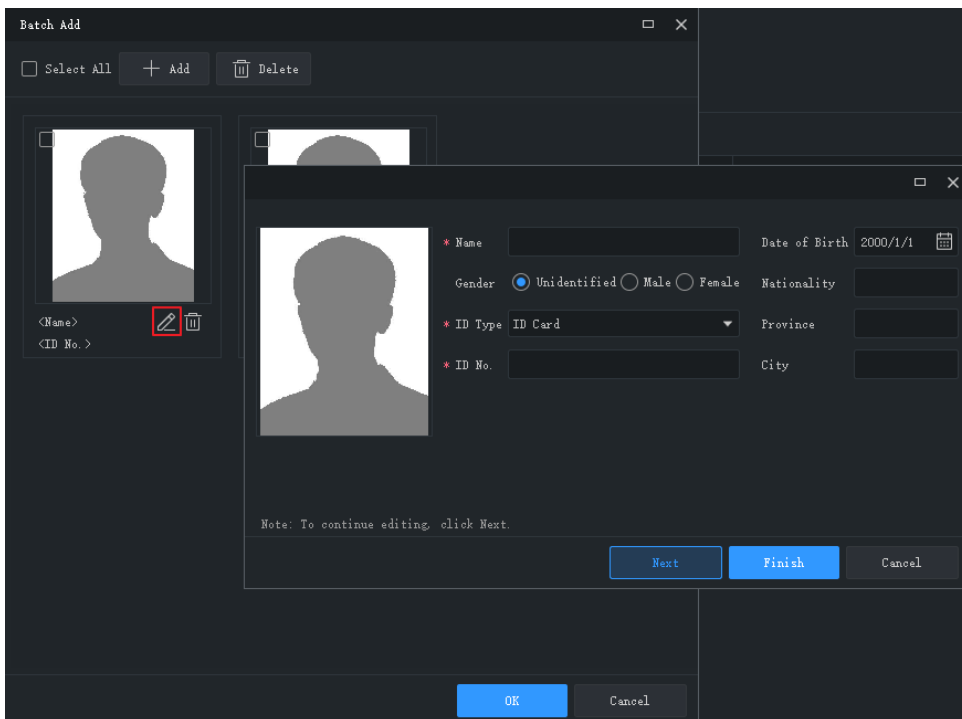 Batch Add
Select All Add Delete
<Name>
<ID No.>
* Name Date of Birth 2000/1/1
Gender Unidentified Male Female Nationality
* ID Type ID Card Province
* ID No. City
Note: To continue editing, click Next.
Next Finish Cancel
OK Cancel